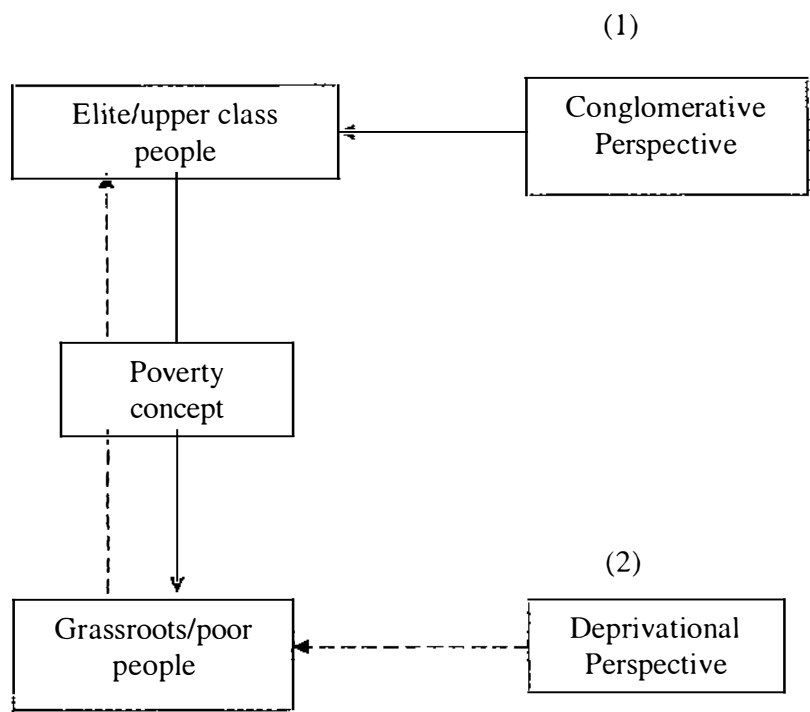 (1)
Elite/upper class
people
Conglomerative
Perspective
Poverty
concept
(2)
Grassroots/poor
people
Deprivational
Perspective